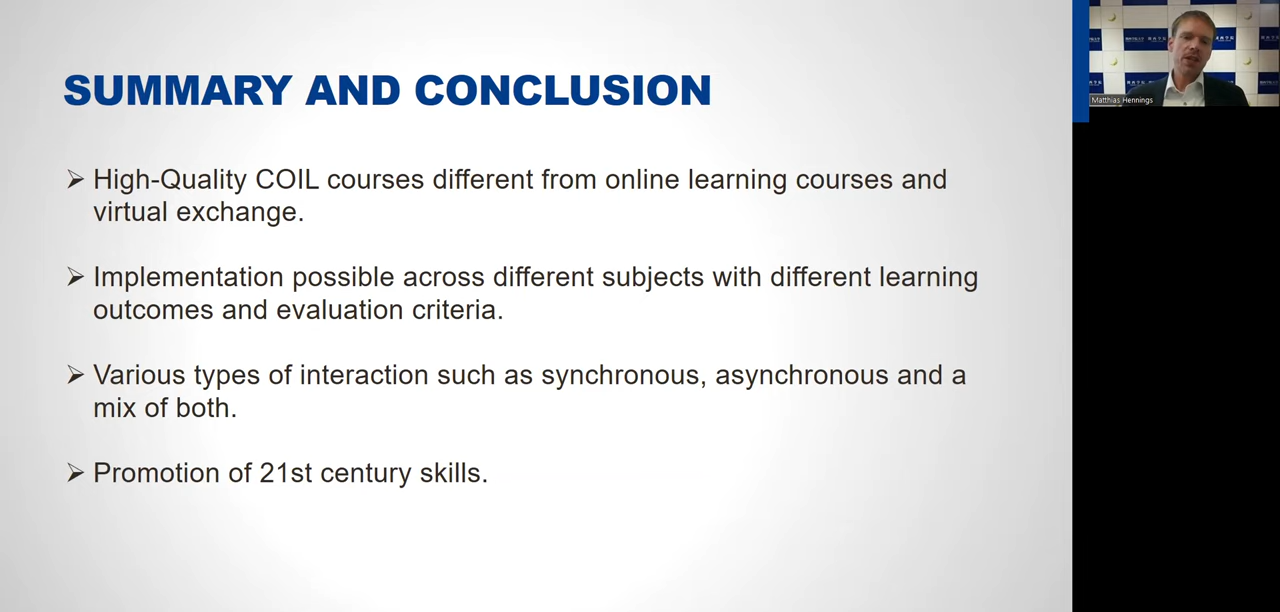 SUMMARY AND CONCLUSION
➢ High-Quality COIL courses different from online learning courses and
virtual exchange.
➢ Implementation possible across different subjects with different learning
outcomes and evaluation criteria.
➢ Various types of interaction such as synchronous, asynchronous and a
mix of both.
➢ Promotion of 21st century skills.
Matthias Hennings